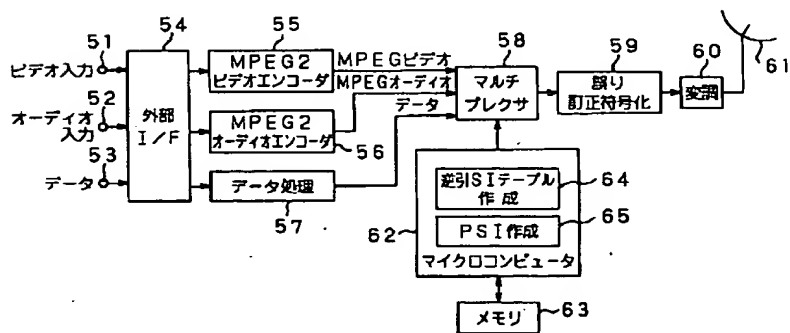 51
ビデオ入力
52
オーディオ
入力
53
データ
54
外部
I/F
55
MPEG2
ビデオエンコーダ
MPEG2
オーディオエンコーダ
56
データ処理
57
MPEGビデオ
MPEGオーディオ
データ
58
マルチ
プレクサ
59
誤り
訂正符号化
60
変調
61
62
逆引SIテーブル
作成
64
PSI作成
65
マイクロコンピュータ
メモリ
63